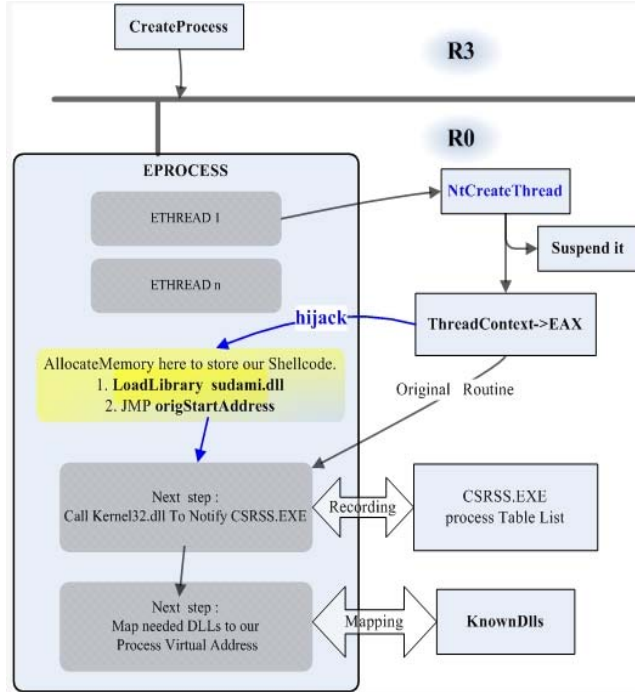 CreateProcess
R3
R0
EPROCESS
ETHREAD 1
NtCreateThread
Suspend it
ETHREAD n
hijack
ThreadContext->EAX
AllocateMemory here to store our Shellcode.
1. LoadLibrary sudami.dll
2. JMP origStartAddress
Original Routine
Next step :
Call Kernel32.dll To Notify CSRSS.EXE
Recording
CSRSS.EXE
process Table List
Next step :
Map needed DLLs to our
Process Virtual Address
Mapping
KnownDlls